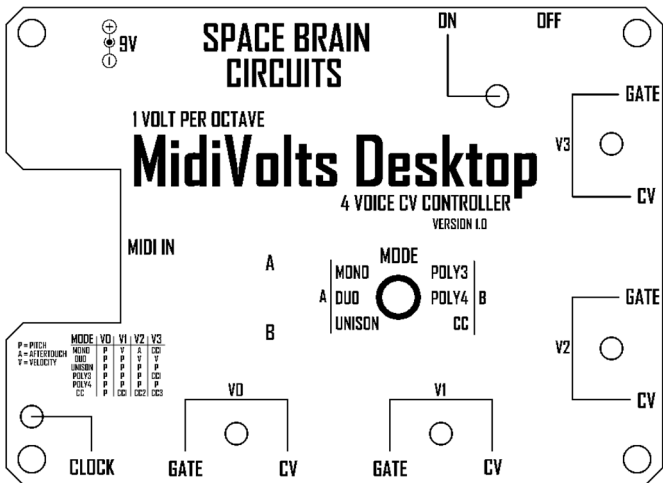 ON OFF
9V
SPACE BRAIN
CIRCUITS
1 VOLT PER OCTAVE
MidiVolts Desktop
4 VOICE CV CONTROLLER
VERSION 1.0
GATE
V3
CV
MIDI IN
A
B
MODE
MONO POLY3
A DUO POLY4 B
UNISON CC
GATE
V2
CV
P = PITCH
A = AFTERTOUCH
V = VELOCITY
MODE V0 V1 V2 V3
MONO P V A CC1
DUO P P V V
UNISON P P P P
POLY3 P P P CC1
POLY4 P P P P
CC P CC1 CC2 CC3
CLOCK
V0
GATE CV
V1
GATE CV